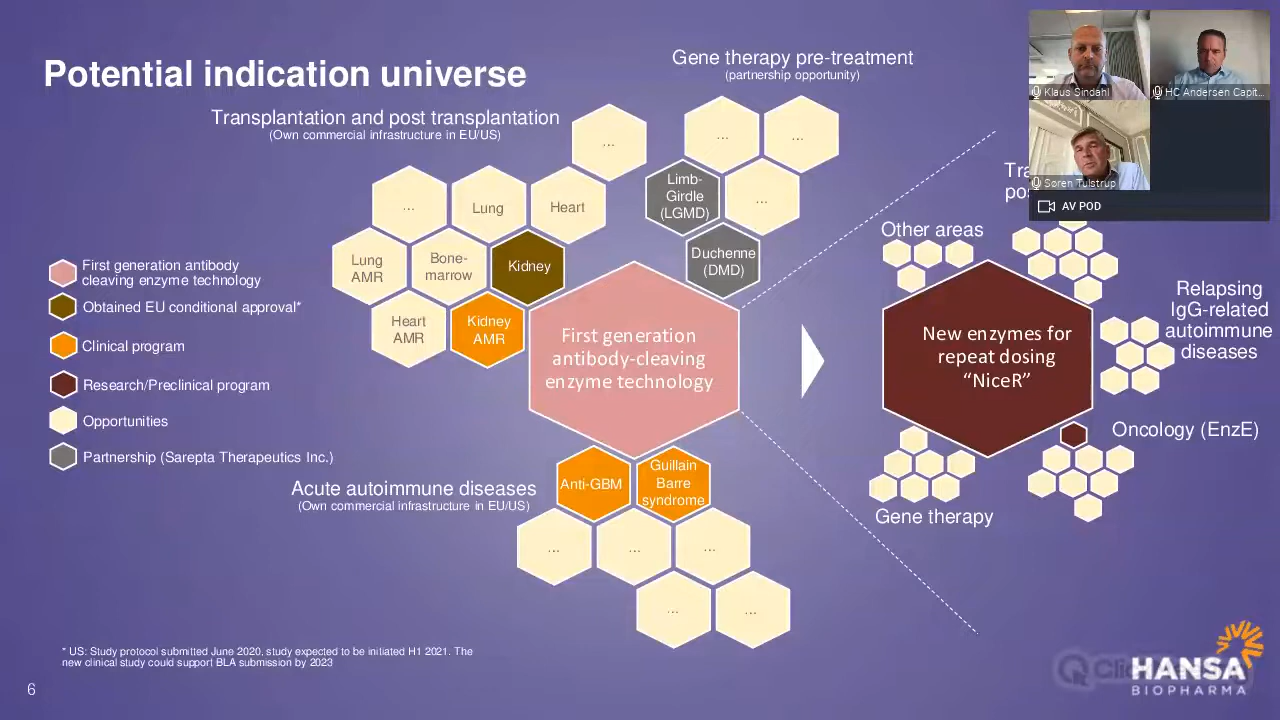 Potential indication universe
Gene therapy pre-treatment
(partnership opportunity)
Transplantation and post transplantation
(Own commercial infrastructure in EU/US)
...
...
...
Limb-
Girdle
(LGMD)
...
...
Lung
Heart
Lung
AMR
Bone-
marrow
Kidney
Duchenne
(DMD)
Heart
AMR
Kidney
AMR
First generation antibody
cleaving enzyme technology
Obtained EU conditional approval*
Clinical program
Research/Preclinical program
Opportunities
Partnership (Sarepta Therapeutics Inc.)
First generation
antibody-cleaving
enzyme technology
Acute autoimmune diseases
(Own commercial infrastructure in EU/US)
Anti-GBM
Guillain
Barre
syndrome
...
...
...
...
...
Klaus Sindahl
HC Andersen Capit...
Søren Tulstrup
AV POD
Other areas
New enzymes for
repeat dosing
“NiceR”
Relapsing
IgG-related
autoimmune
diseases
Oncology (EnzE)
Gene therapy
* US: Study protocol submitted June 2020, study expected to be initiated H1 2021. The
new clinical study could support BLA submission by 2023
6
HANSA
BIOPHARMA